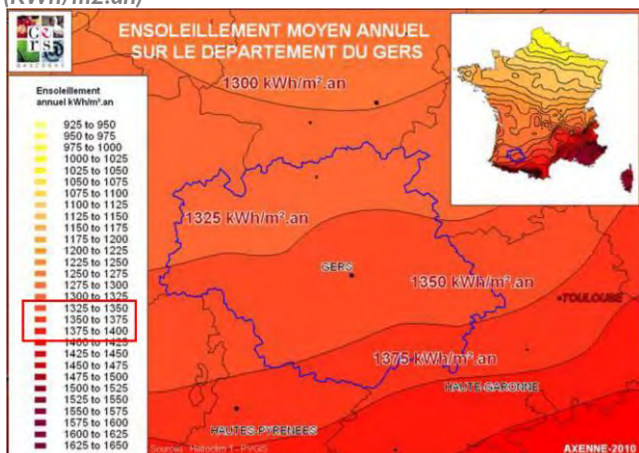 (KWh/m2.an)
Gers
GASCOGNE
ENSOLEILLEMENT MOYEN ANNUEL
SUR LE DEPARTEMENT DU GERS
1300 kWh/m².an
Ensoleillement
annuel kWh/m².an
925 to 950
950 to 975
975 to 1000
1000 to 1025
1025 to 1050
1050 to 1075
1075 to 1100
1100 to 1125
1125 to 1150
1150 to 1175
1175 to 1200
1200 to 1225
1225 to 1250
1250 to 1275
1275 to 1300
1300 to 1325
1325 to 1350
1350 to 1375
1375 to 1400
1400 to 1425
1425 to 1450
1450 to 1475
1475 to 1500
1500 to 1525
1525 to 1550
1550 to 1575
1575 to 1600
1600 to 1625
1625 to 1650
1325 kWh/m².an
GERS
1350 kWh/m².an
TOULOUSE
1375 kWh/m².an
HAUTE-GARONNE
HAUTES-PYRENEES
Sources : Helioclim 1 - PVGIS
AXENNE-2010